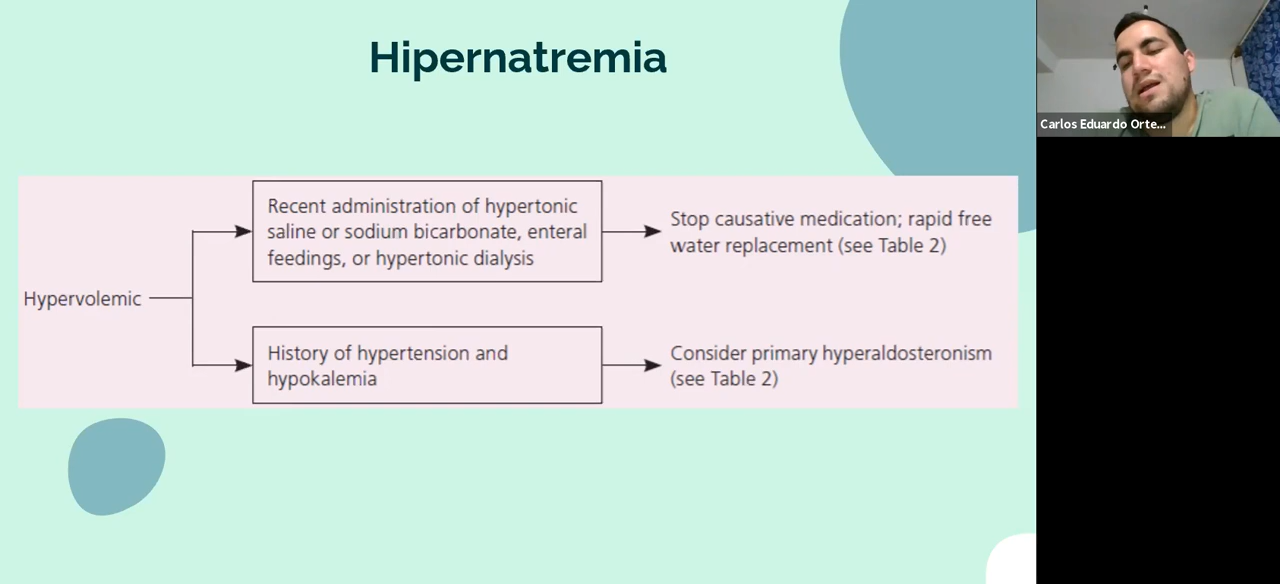 Hipernatremia
Carlos Eduardo Orte...
Recent administration of hypertonic
saline or sodium bicarbonate, enteral
feedings, or hypertonic dialysis
Stop causative medication; rapid free
water replacement (see Table 2)
Hypervolemic
History of hypertension and
hypokalemia
Consider primary hyperaldosteronism
(see Table 2)